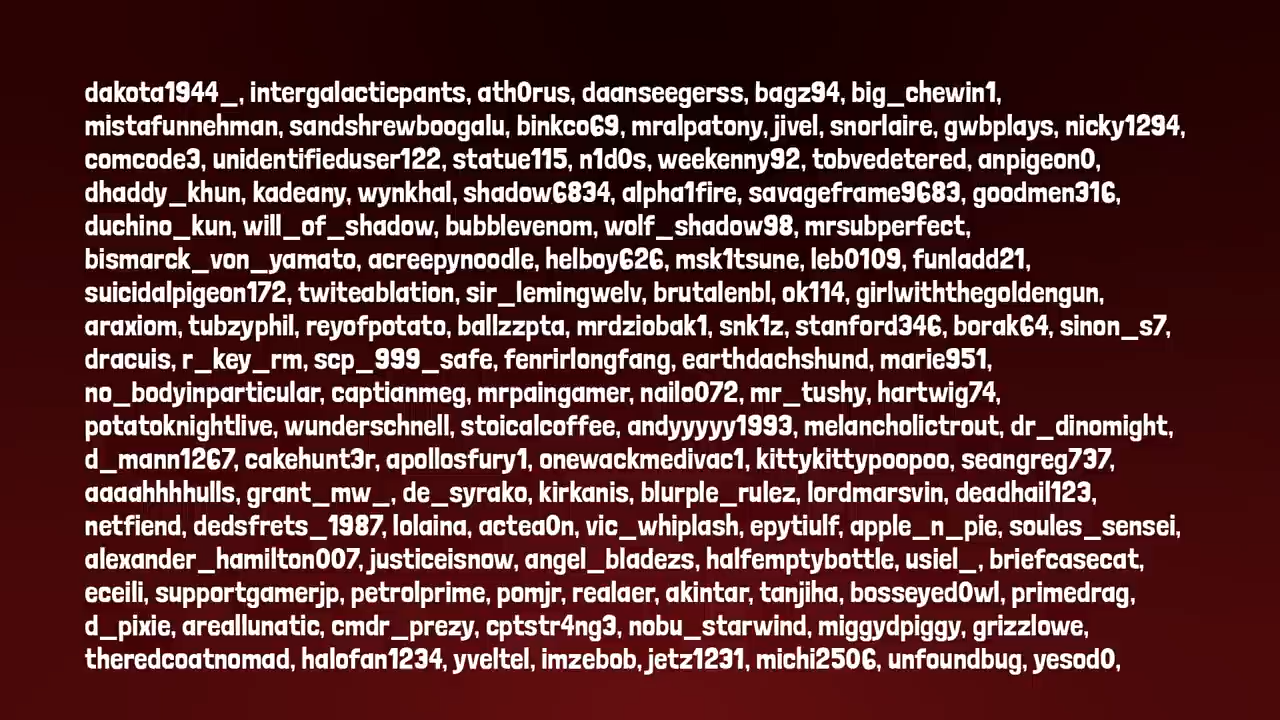 dakota1944_, intergalacticpants, ath0rus, daanseegerss, bagz94, big_chewin1,
mistafunnehman, sandshrewboogalu, binkco69, mralpatony, jivel, snorlaire, gwbplays, nicky1294,
comcode3, unidentifieduser122, statue115, n1d0s, weekenny92, tobvedetered, anpigeon0,
dhaddy_khun, kadeany, wynkhal, shadow6834, alpha1fire, savageframe9683, goodmen316,
duchino_kun, will_of_shadow, bubblevenom, wolf_shadow98, mrsubperfect,
bismarck_von_yamato, acreepynoodle, helboy626, msk1tsune, leb0109, funladd21,
suicidalpigeon172, twiteablation, sir_lemingwelv, brutalenbl, ok114, girlwiththegoldengun,
araxiom, tubzyphil, reyofpotato, ballzzpta, mrdziobak1, snk1z, stanford346, borak64, sinon_s7,
dracuis, r_key_rm, scp_999_safe, fenrirlongfang, earthdachshund, marie951,
no_bodyinparticular, captianmeg, mrpaingamer, nailo072, mr_tushy, hartwig74,
potatoknightlive, wunderschnell, stoicalcoffee, andyyyyy1993, melancholictrout, dr_dinomight,
d_mann1267, cakehunt3r, apollosfury1, onewackmedivac1, kittykittypoopoo, seangreg737,
aaaahhhhulls, grant_mw_, de_syrako, kirkanis, blurple_rulez, lordmarsvin, deadhail123,
netfiend, dedsfrets_1987, lolaina, actea0n, vic_whiplash, epytiulf, apple_n_pie, soules_sensei,
alexander_hamilton007, justiceisnow, angel_bladezs, halfemptybottle, usiel_, briefcasecat,
eceili, supportgamerjp, petrolprime, pomjr, realaer, akintar, tanjiha, bosseyed0wl, primedrag,
d_pixie, areallunatic, cmdr_prezy, cptstr4ng3, nobu_starwind, miggydpiggy, grizzlowe,
theredcoatnomad, halofan1234, yveltel, imzebob, jetz1231, michi2506, unfoundbug, yesod0,